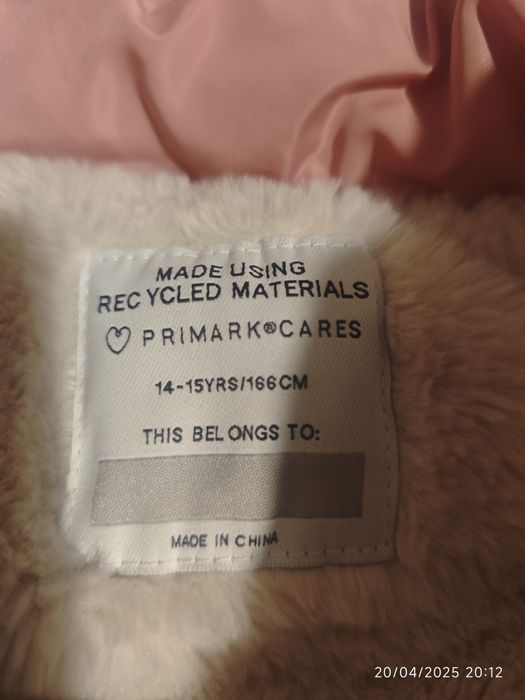 MADE USING
RECYCLED MATERIALS
PRIMARK®CARES
14-15YRS/166CM
THIS BELONGS TO:
MADE IN CHINA
20/04/2025 20:12